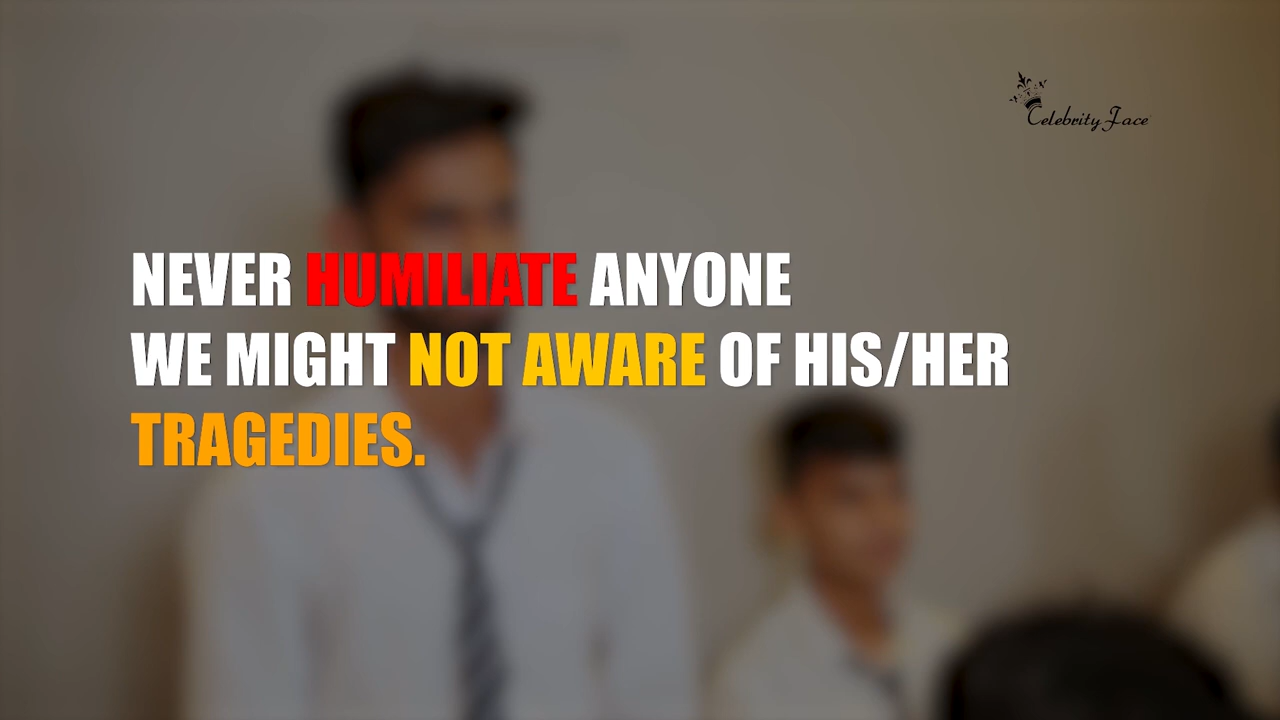 Celebrity Face
NEVER HUMILIATE ANYONE
WE MIGHT NOT AWARE OF HIS/HER
TRAGEDIES.